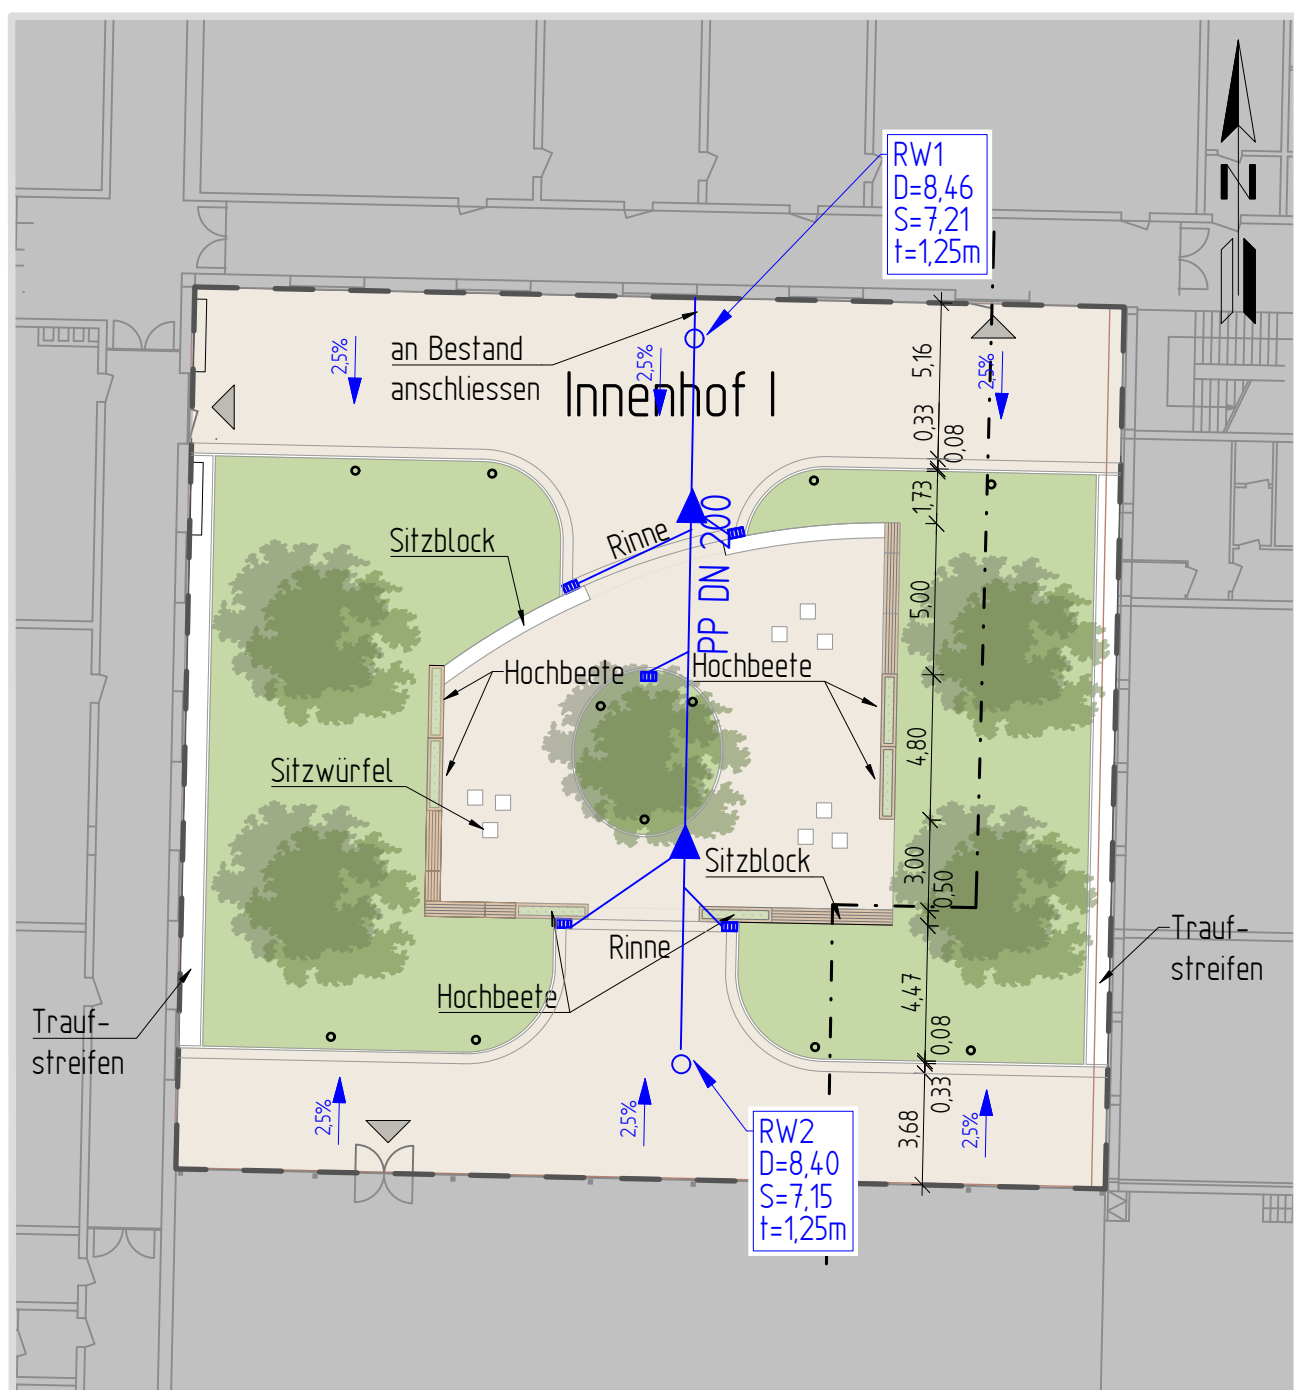 RW1
D=8,46
S=7,21
t=1,25m
N
an Bestand
anschliessen
Innenhof I
2,5%
2,5%
2,5%
5,16
0,33
0,08
1,73
5,00
4,80
3,00
0,50
4,47
0,08
0,33
3,68
Sitzblock
Rinne
PP DN 200
Hochbeete
Hochbeete
Sitzwürfel
Sitzblock
Rinne
Hochbeete
Trauf-
streifen
Trauf-
streifen
2,5%
2,5%
2,5%
RW2
D=8,40
S=7,15
t=1,25m